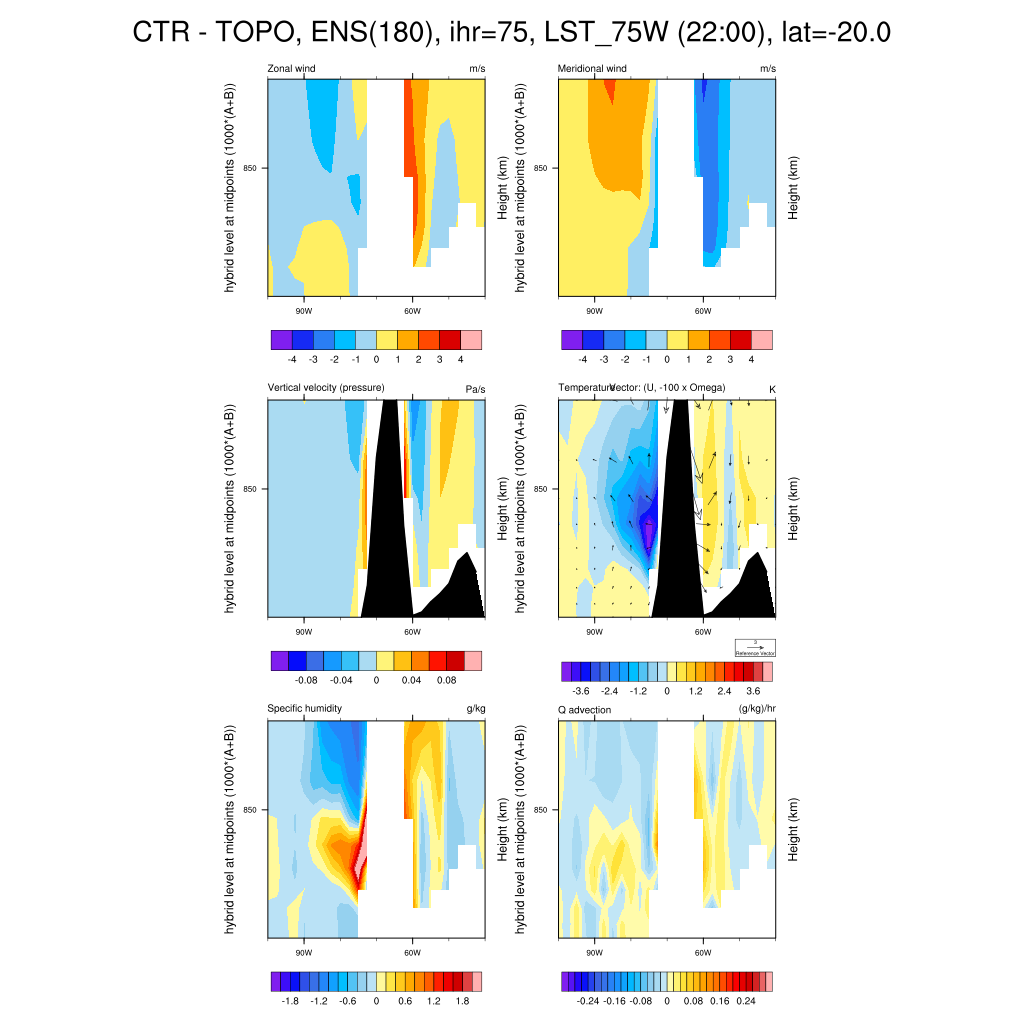 CTR - TOPO, ENS(180), ihr=75, LST_75W (22:00), lat=-20.0
Zonal wind m/s
hybrid level at midpoints (1000*(A+B))
850
Height (km)
90W 60W
-4 -3 -2 -1 0 1 2 3 4
Meridional wind m/s
hybrid level at midpoints (1000*(A+B))
850
Height (km)
90W 60W
-4 -3 -2 -1 0 1 2 3 4
Vertical velocity (pressure) Pa/s
hybrid level at midpoints (1000*(A+B))
850
Height (km)
90W 60W
-0.08 -0.04 0 0.04 0.08
Temperature Vector: (U, -100 x Omega) K
hybrid level at midpoints (1000*(A+B))
850
Height (km)
90W 60W
3
Reference Vector
-3.6 -2.4 -1.2 0 1.2 2.4 3.6
Specific humidity g/kg
hybrid level at midpoints (1000*(A+B))
850
Height (km)
90W 60W
-1.8 -1.2 -0.6 0 0.6 1.2 1.8
Q advection (g/kg)/hr
hybrid level at midpoints (1000*(A+B))
850
Height (km)
90W 60W
-0.24 -0.16 -0.08 0 0.08 0.16 0.24